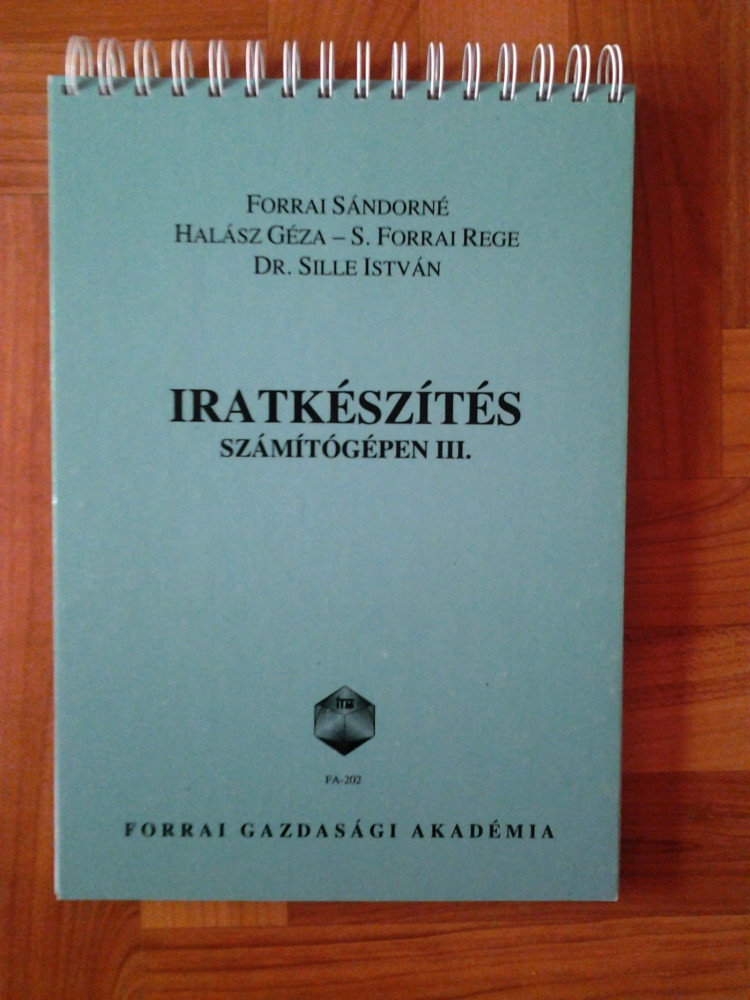 FORRAI SÁNDORNÉ
HALÁSZ GÉZA – S. FORRAI REGE
DR. SILLE ISTVÁN
IRATKÉSZÍTÉS
SZÁMÍTÓGÉPEN III.
FA-202
FORRAI GAZDASÁGI AKADÉMIA